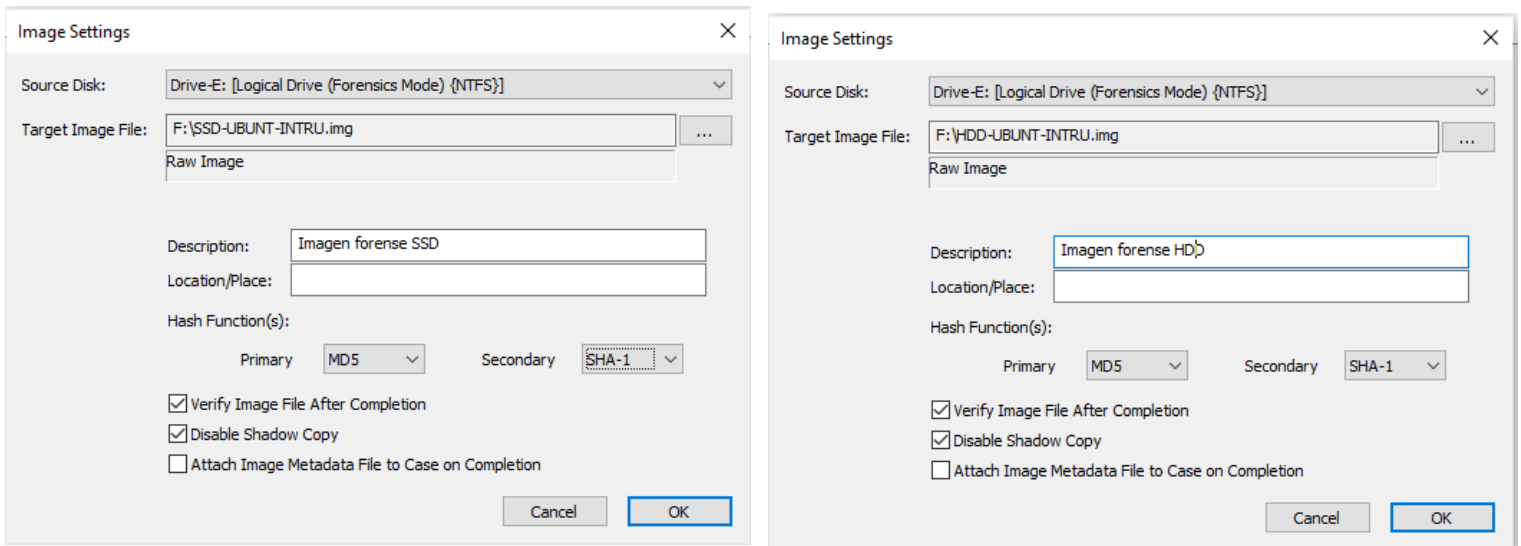 Image Settings
Source Disk: Drive-E: [Logical Drive (Forensics Mode) {NTFS}]
Target Image File: F:\SSD-UBUNT-INTRU.img ...
Raw Image
Description: Imagen forense SSD
Location/Place:
Hash Function(s):
Primary MD5 Secondary SHA-1
Verify Image File After Completion
Disable Shadow Copy
Attach Image Metadata File to Case on Completion
Cancel OK
Image Settings
Source Disk: Drive-E: [Logical Drive (Forensics Mode) {NTFS}]
Target Image File: F:\HDD-UBUNT-INTRU.img ...
Raw Image
Description: Imagen forense HDD
Location/Place:
Hash Function(s):
Primary MD5 Secondary SHA-1
Verify Image File After Completion
Disable Shadow Copy
Attach Image Metadata File to Case on Completion
Cancel OK